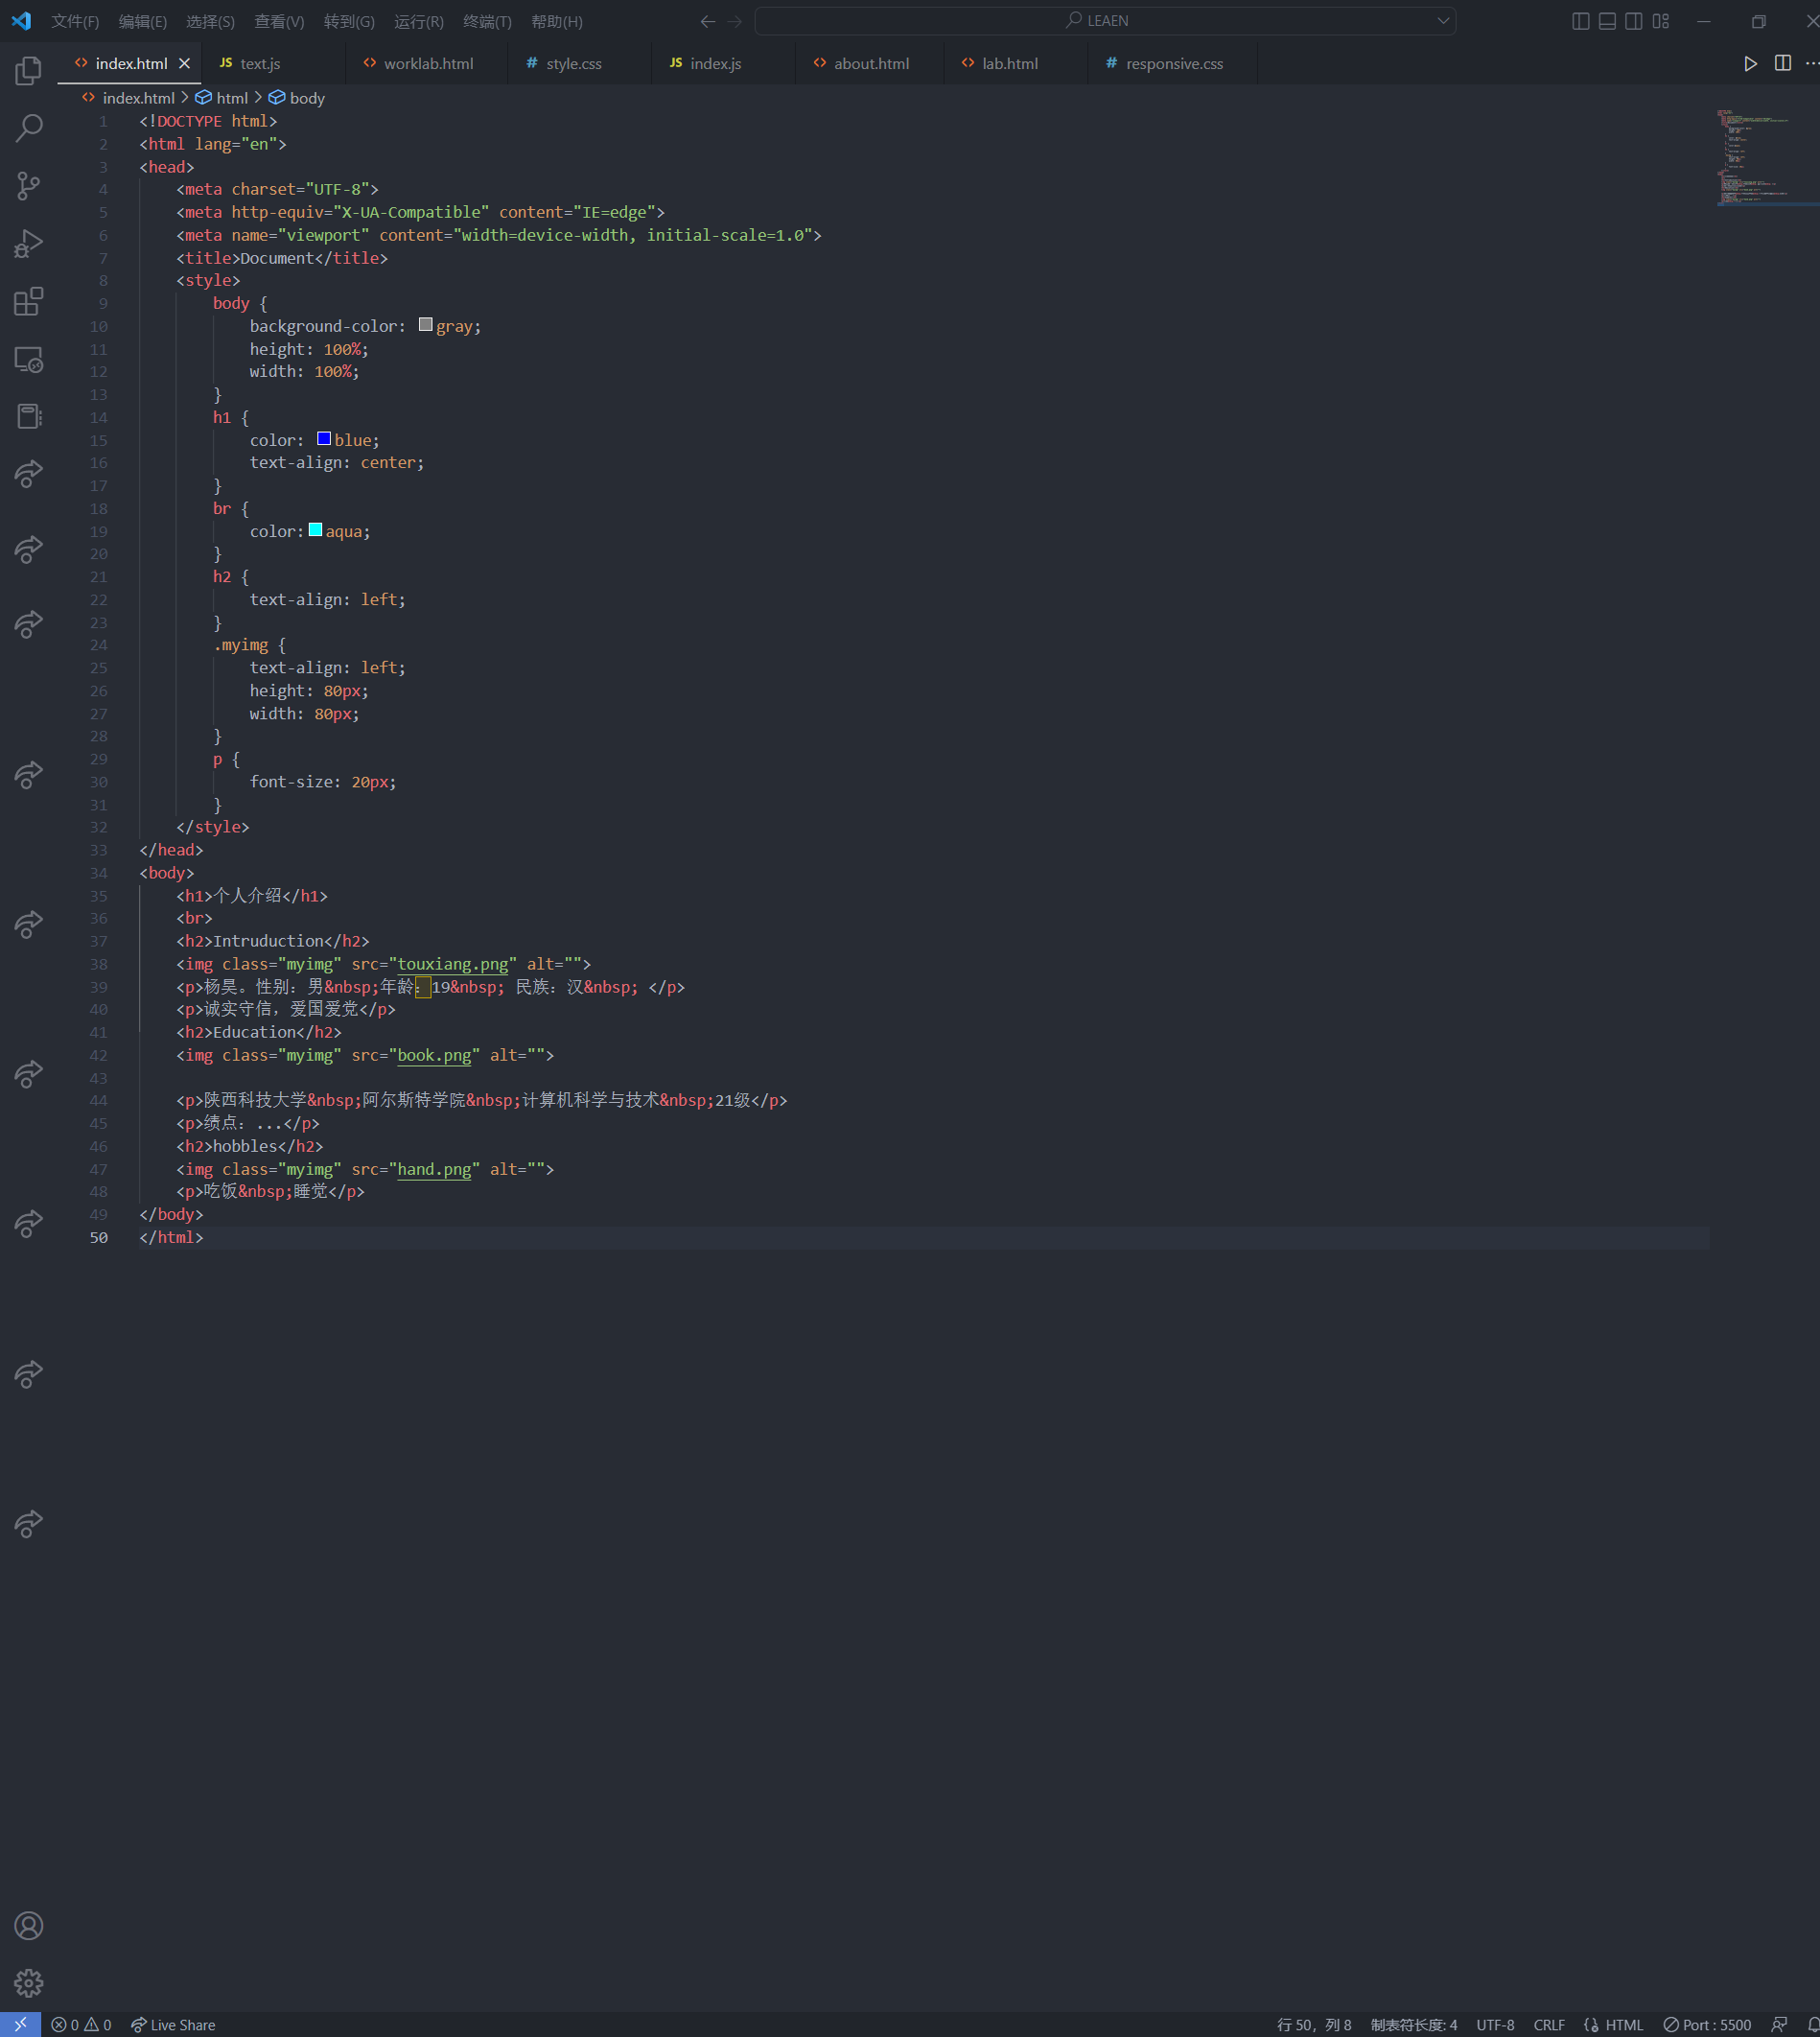 文件(F) 编辑(E) 选择(S) 查看(V) 转到(G) 运行(R) 终端(T) 帮助(H) LEAEN
index.html JS text.js worklab.html # style.css JS index.js about.html lab.html # responsive.css
index.html > html > body
1 <!DOCTYPE html>
2 <html lang="en">
3 <head>
4 <meta charset="UTF-8">
5 <meta http-equiv="X-UA-Compatible" content="IE=edge">
6 <meta name="viewport" content="width=device-width, initial-scale=1.0">
7 <title>Document</title>
8 <style>
9 body {
10 background-color: gray;
11 height: 100%;
12 width: 100%;
13 }
14 h1 {
15 color: blue;
16 text-align: center;
17 }
18 br {
19 color: aqua;
20 }
21 h2 {
22 text-align: left;
23 }
24 .myimg {
25 text-align: left;
26 height: 80px;
27 width: 80px;
28 }
29 p {
30 font-size: 20px;
31 }
32 </style>
33 </head>
34 <body>
35 <h1>个人介绍</h1>
36 <br>
37 <h2>Intruduction</h2>
38 <img class="myimg" src="touxiang.png" alt="">
39 <p>杨昊。性别：男&nbsp;年龄：19&nbsp; 民族：汉&nbsp; </p>
40 <p>诚实守信，爱国爱党</p>
41 <h2>Education</h2>
42 <img class="myimg" src="book.png" alt="">
43
44 <p>陕西科技大学&nbsp;阿尔斯特学院&nbsp;计算机科学与技术&nbsp;21级</p>
45 <p>绩点：...</p>
46 <h2>hobbles</h2>
47 <img class="myimg" src="hand.png" alt="">
48 <p>吃饭&nbsp;睡觉</p>
49 </body>
50 </html>
0 0 Live Share 行 50，列 8 制表符长度: 4 UTF-8 CRLF HTML Port : 5500